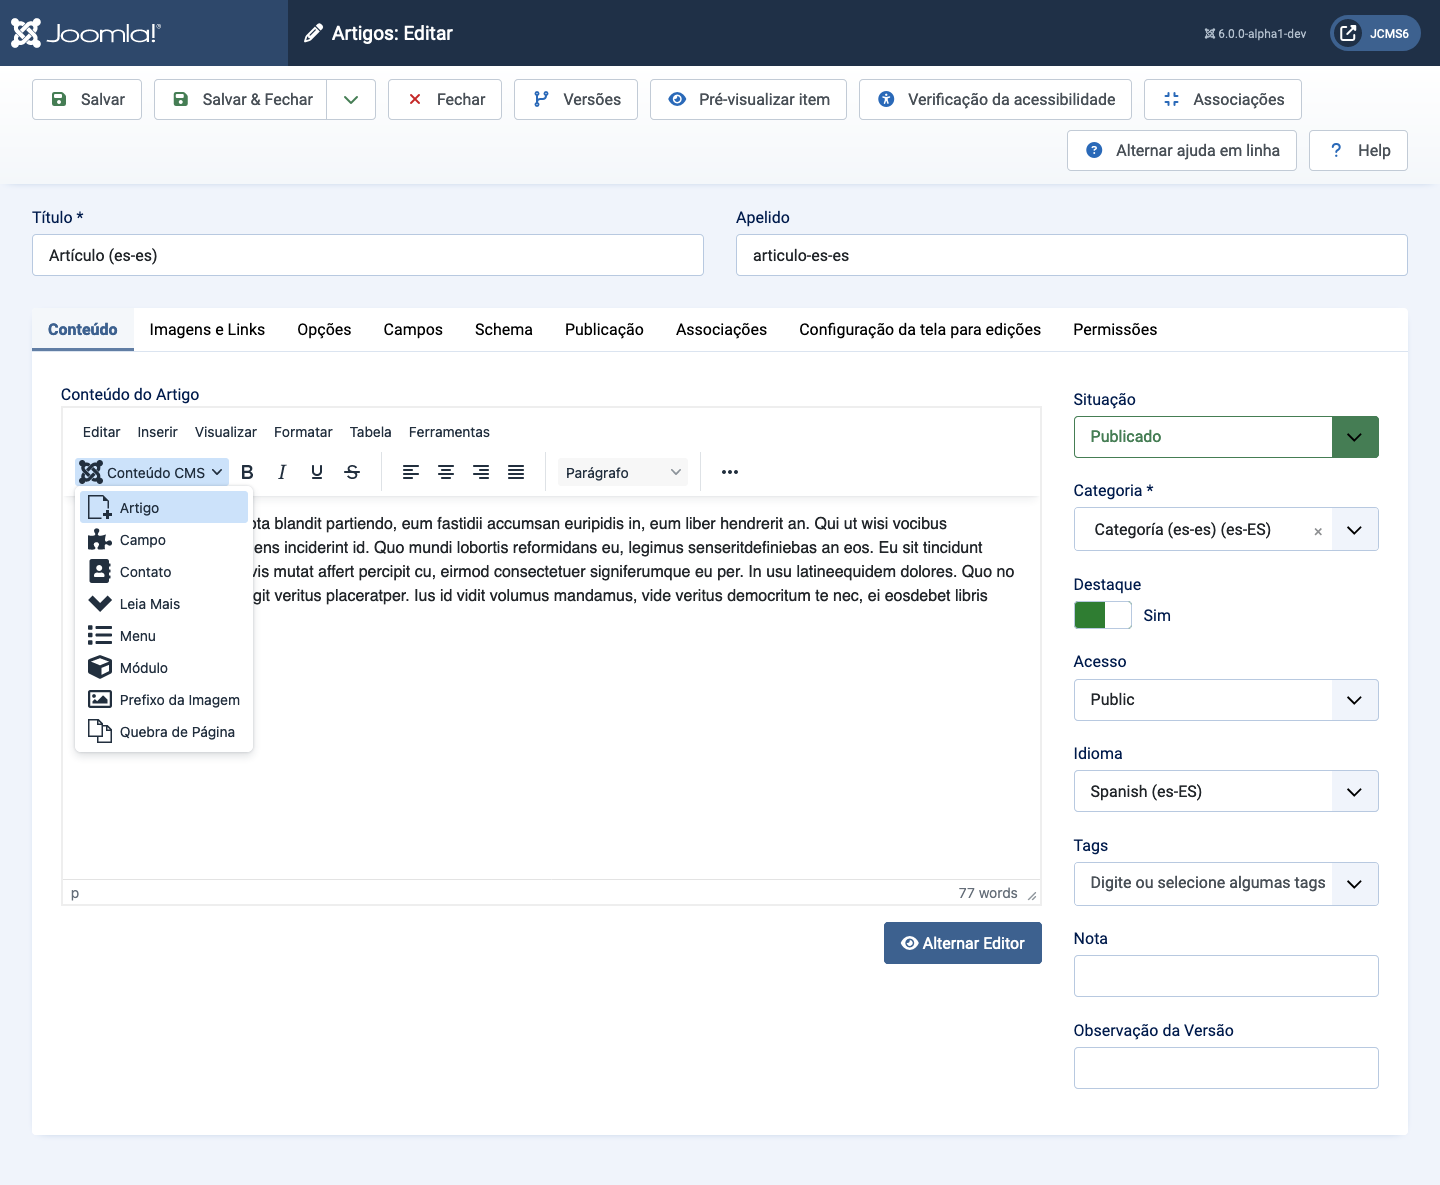 Joomla!®
Artigos: Editar
6.0.0-alpha1-dev
JCMS6
Salvar
Salvar & Fechar
Fechar
Versões
Pré-visualizar item
Verificação da acessibilidade
Associações
Alternar ajuda em linha
Help
Título *
Apelido
Artículo (es-es)
articulo-es-es
Conteúdo
Imagens e Links
Opções
Campos
Schema
Publicação
Associações
Configuração da tela para edições
Permissões
Conteúdo do Artigo
Editar
Inserir
Visualizar
Formatar
Tabela
Ferramentas
Conteúdo CMS
B
I
U
S
Parágrafo
Artigo
Campo
Contato
Leia Mais
Menu
Módulo
Prefixo da Imagem
Quebra de Página
blandit partiendo, eum fastidii accumsan euripidis in, eum liber hendrerit an. Qui ut wisi vocibus
inciderint id. Quo mundi lobortis reformidans eu, legimus senseritdefiniebas an eos. Eu sit tincidunt
mutat affert percipit cu, eirmod consectetuer signiferumque eu per. In usu latineequidem dolores. Quo no
veritus placeratper. Ius id vidit volumus mandamus, vide veritus democritum te nec, ei eosdebet libris
p
77 words
Alternar Editor
Situação
Publicado
Categoria *
Categoría (es-es) (es-ES)
Destaque
Sim
Acesso
Public
Idioma
Spanish (es-ES)
Tags
Digite ou selecione algumas tags
Nota
Observação da Versão